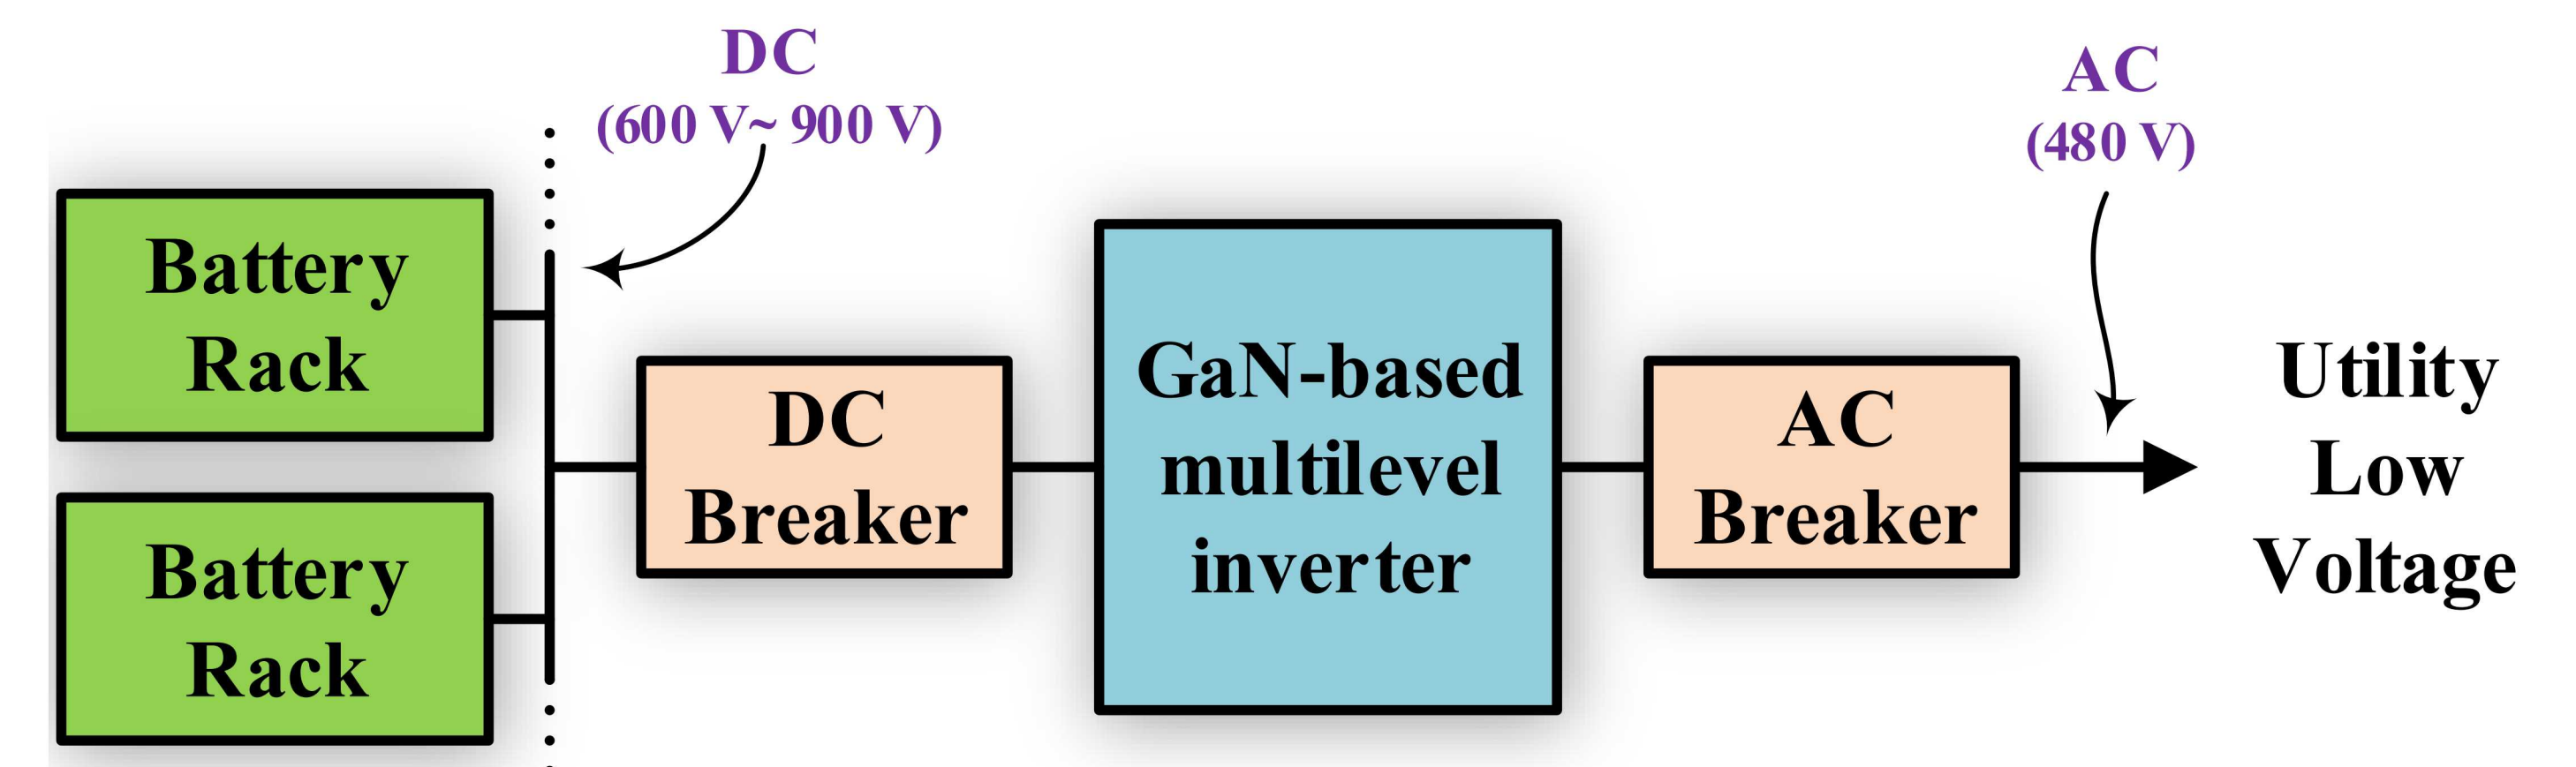 DC
(600 V~ 900 V)
AC
(480 V)
Battery
Rack
Battery
Rack
DC
Breaker
GaN-based
multilevel
inverter
AC
Breaker
Utility
Low
Voltage